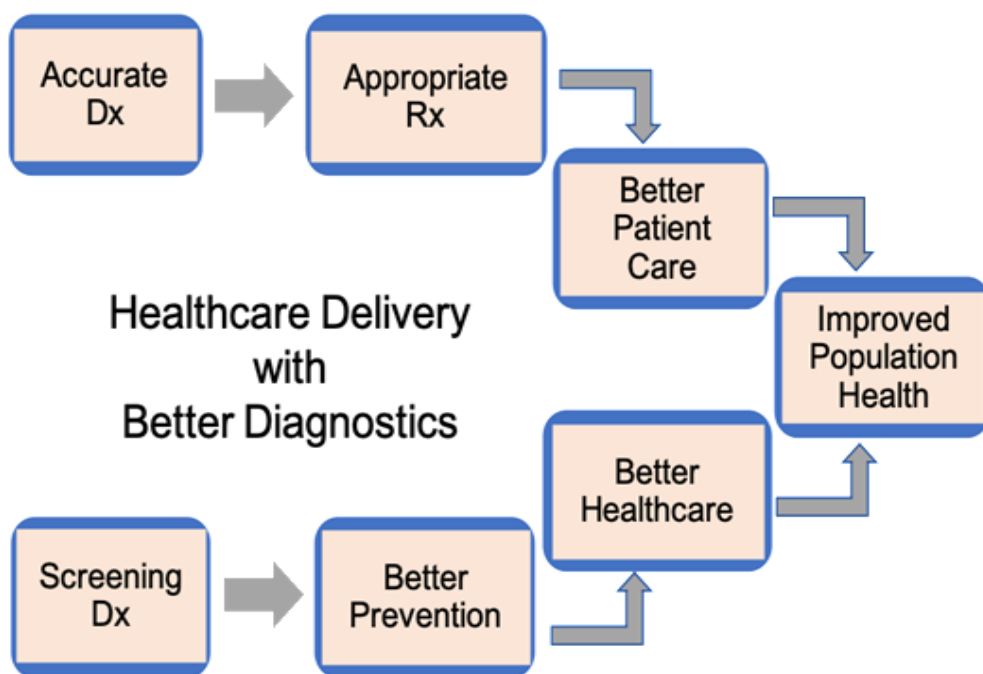 Accurate
Dx
Appropriate
Rx
Better
Patient
Care
Improved
Population
Health
Healthcare Delivery
with
Better Diagnostics
Better
Healthcare
Screening
Dx
Better
Prevention